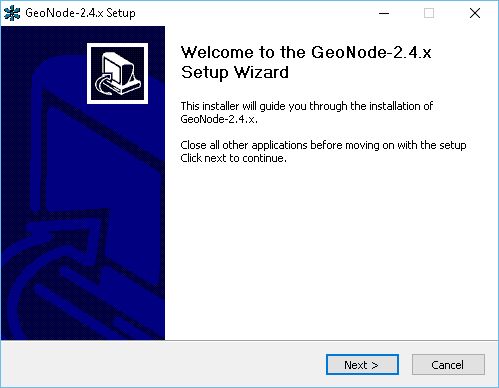 GeoNode-2.4.x Setup
Welcome to the GeoNode-2.4.x
Setup Wizard
This installer will guide you through the installation of
GeoNode-2.4.x.
Close all other applications before moving on with the setup
Click next to continue.
Next >
Cancel